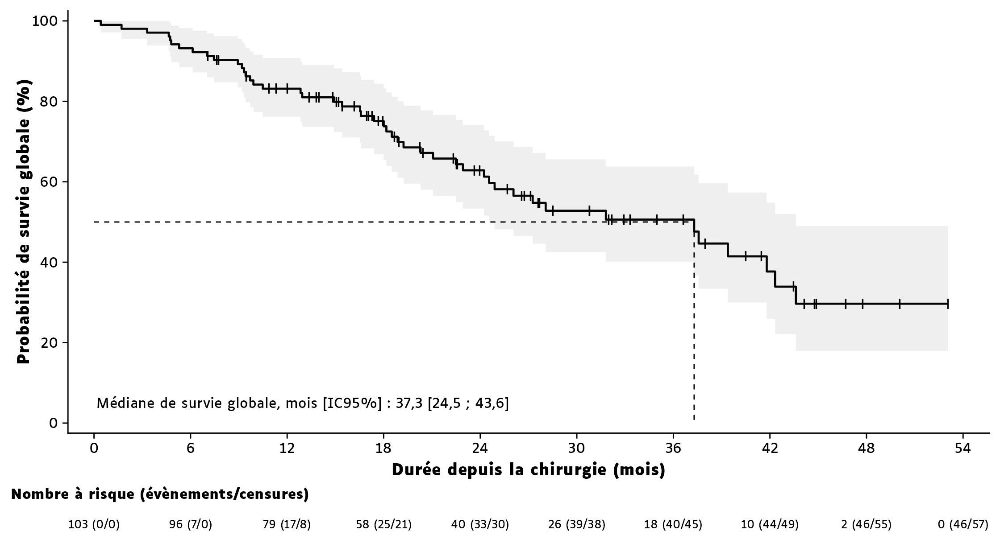 Probabilité de survie globale (%)
100
80
60
40
20
0
Médiane de survie globale, mois [IC95%] : 37,3 [24,5 ; 43,6]
0 6 12 18 24 30 36 42 48 54
Durée depuis la chirurgie (mois)
Nombre à risque (évènements/censures)
103 (0/0) 96 (7/0) 79 (17/8) 58 (25/21) 40 (33/30) 26 (39/38) 18 (40/45) 10 (44/49) 2 (46/55) 0 (46/57)